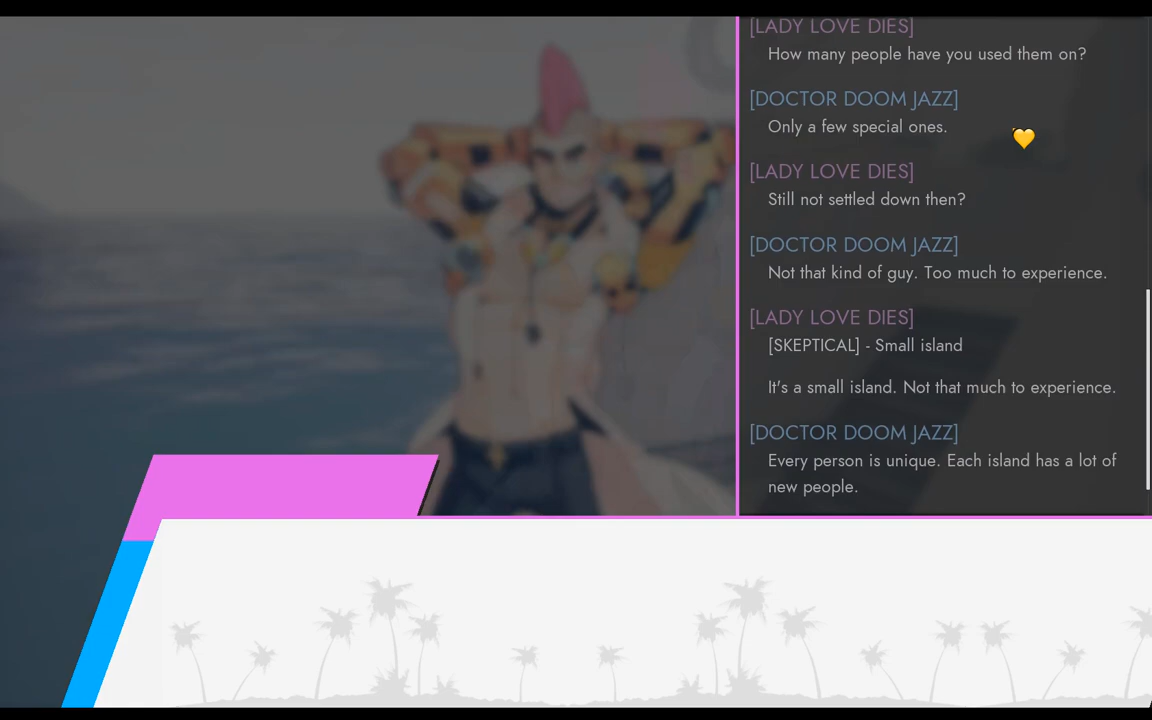 [LADY LOVE DIES]
How many people have you used them on?
[DOCTOR DOOM JAZZ]
Only a few special ones.
[LADY LOVE DIES]
Still not settled down then?
[DOCTOR DOOM JAZZ]
Not that kind of guy. Too much to experience.
[LADY LOVE DIES]
[SKEPTICAL] - Small island
It's a small island. Not that much to experience.
[DOCTOR DOOM JAZZ]
Every person is unique. Each island has a lot of
new people.